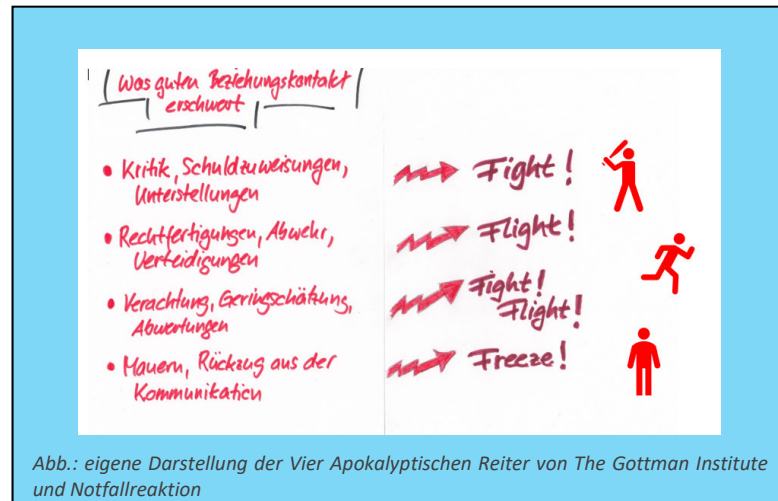 Was guten Beziehungskontakt
erschwert
• Kritik, Schuldzuweisungen,
Unterstellungen
Fight!
• Rechtfertigungen, Abwehr,
Verteidigungen
Flight!
• Verachtung, Geringschätzung,
Abwertungen
Fight!
Flight!
• Mauern, Rückzug aus der
Kommunikation
Freeze!
Abb.: eigene Darstellung der Vier Apokalyptischen Reiter von The Gottman Institute
und Notfallreaktion